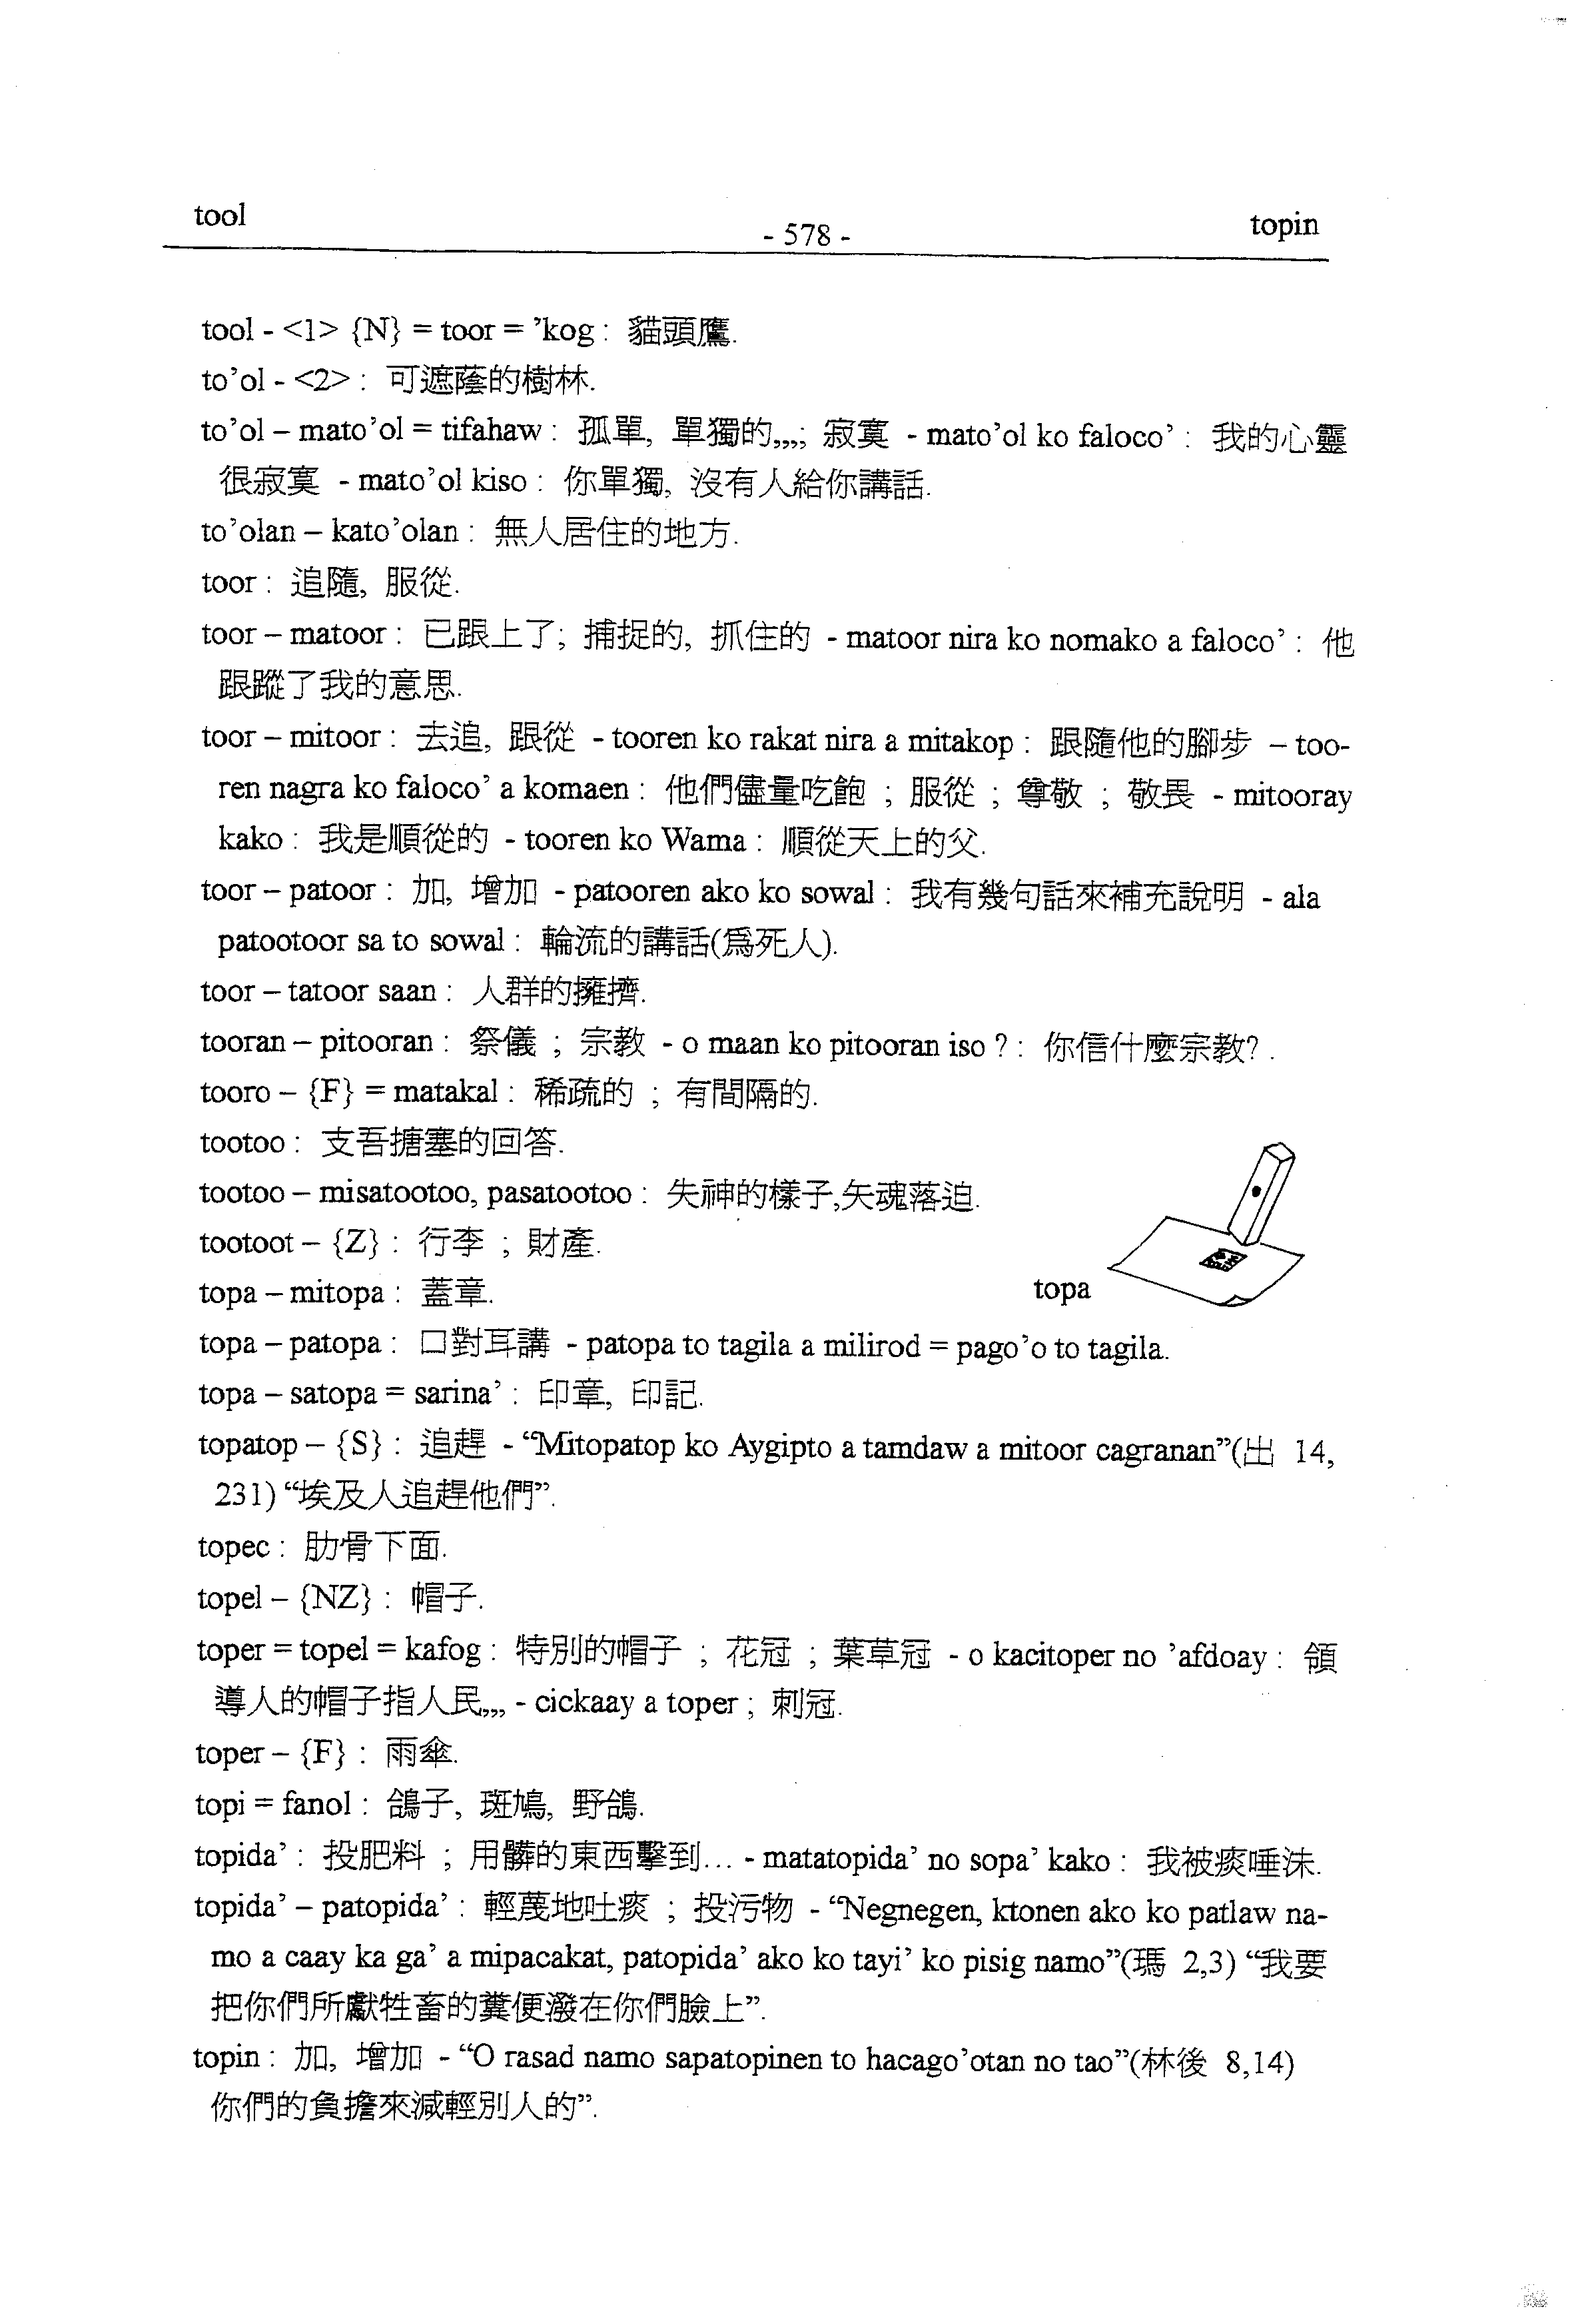 tool
- 578 -
topin
tool - <1> {N} = toor = ’kog : 貓頭鷹.
to’ol - <2> : 可遮蔭的樹林.
to’ol – mato’ol = tifahaw : 孤單, 單獨的,,,; 寂寞 - mato’ol ko faloco’ : 我的心靈
很寂寞 - mato’ol kiso : 你單獨, 沒有人給你講話.
to’olan – kato’olan : 無人居住的地方.
toor : 追隨, 服從.
toor – matoor : 已跟上了; 捕捉的, 抓住的 - matoor nira ko nomako a faloco’ : 他
跟蹤了我的意思.
toor – mitoor : 去追, 跟從 - tooren ko rakat nira a mitakop : 跟隨他的腳步 – too-
ren nagra ko faloco’ a komaen : 他們儘量吃飽 ; 服從 ; 尊敬 ; 敬畏 - mitooray
kako : 我是順從的 - tooren ko Wama : 順從天上的父.
toor – patoor : 加, 增加 - patooren ako ko sowal : 我有幾句話來補充說明 - ala
patootoor sa to sowal : 輪流的講話(爲死人).
toor – tatoor saan : 人群的擁擠.
tooran – pitooran : 祭儀 ; 宗教 - o maan ko pitooran iso ? : 你信什麼宗教? .
tooro – {F} = matakal : 稀疏的 ; 有間隔的.
tootoo : 支吾搪塞的回答.
tootoo – misatootoo, pasatootoo : 失神的樣子,矢魂落迫.
tootoot – {Z} : 行李 ; 財產.
topa – mitopa : 蓋章.
topa
topa – patopa : 口對耳講 - patopa to tagila a milirod = pago’o to tagila.
topa – satopa = sarina’ : 印章, 印記.
topatop – {S} : 追趕 - “Mitopatop ko Aygipto a tamdaw a mitoor cagranan”(出 14,
231) “埃及人追趕他們”.
topec : 肋骨下面.
topel – {NZ} : 帽子.
toper = topel = kafog : 特別的帽子 ; 花冠 ; 葉草冠 - o kacitoper no ’afdoay : 領
導人的帽子指人民,,,, - cickaay a toper ; 刺冠.
toper – {F} : 雨傘.
topi = fanol : 鴿子, 斑鳩, 野鴿.
topida’ : 投肥料 ; 用髒的東西擊到... - matatopida’ no sopa’ kako : 我被痰唾沫.
topida’ – patopida’ : 輕蔑地吐痰 ; 投污物 - “Negnegen, ktonen ako ko patlaw na-
mo a caay ka ga’ a mipacakat, patopida’ ako ko tayi’ ko pisig namo”(瑪 2,3) “我要
把你們所獻牲畜的糞便潑在你們臉上”.
topin : 加, 增加 - “O rasad namo sapatopinen to hacago’otan no tao”(林後 8,14)
你們的負擔來減輕別人的”.